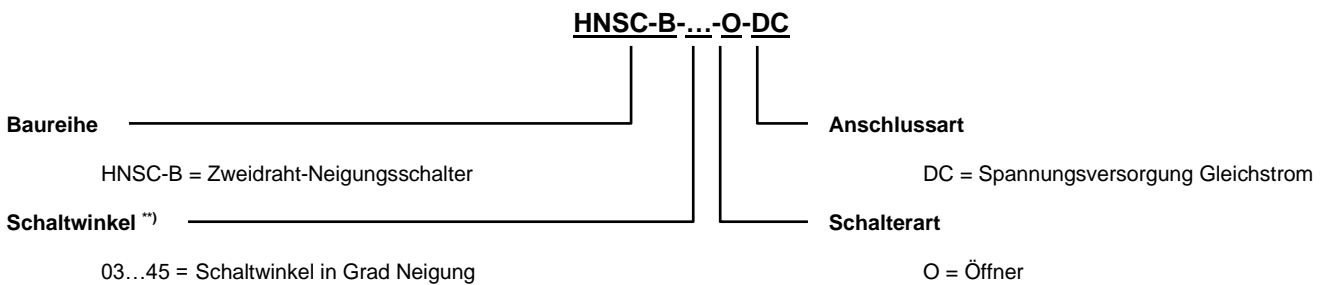 HNSC-B-…-O-DC
Baureihe
HNSC-B = Zweidraht-Neigungsschalter
Schaltwinkel **)
03…45 = Schaltwinkel in Grad Neigung
Anschlussart
DC = Spannungsversorgung Gleichstrom
Schalterart
O = Öffner